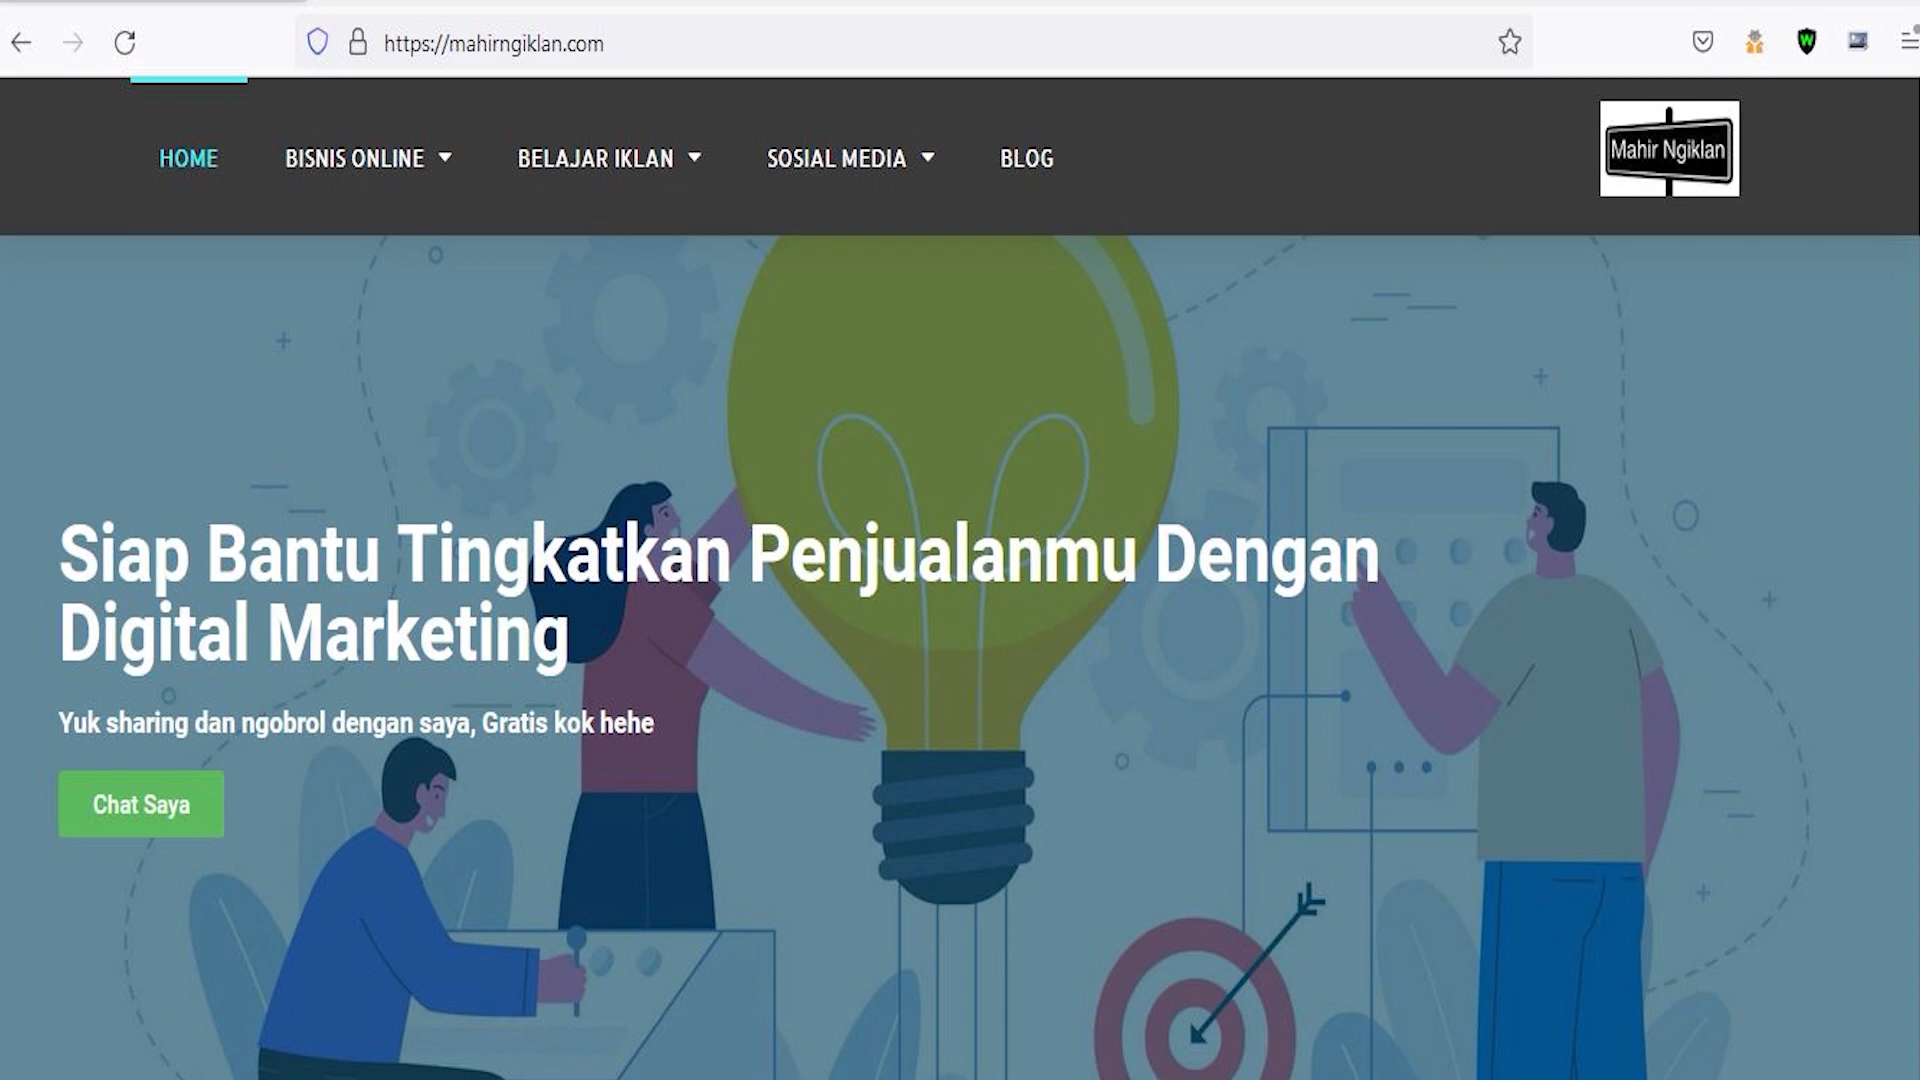 https://mahirngiklan.com
HOME
BISNIS ONLINE
BELAJAR IKLAN
SOSIAL MEDIA
BLOG
Mahir Ngiklan
Siap Bantu Tingkatkan Penjualanmu Dengan
Digital Marketing
Yuk sharing dan ngobrol dengan saya, Gratis kok hehe
Chat Saya